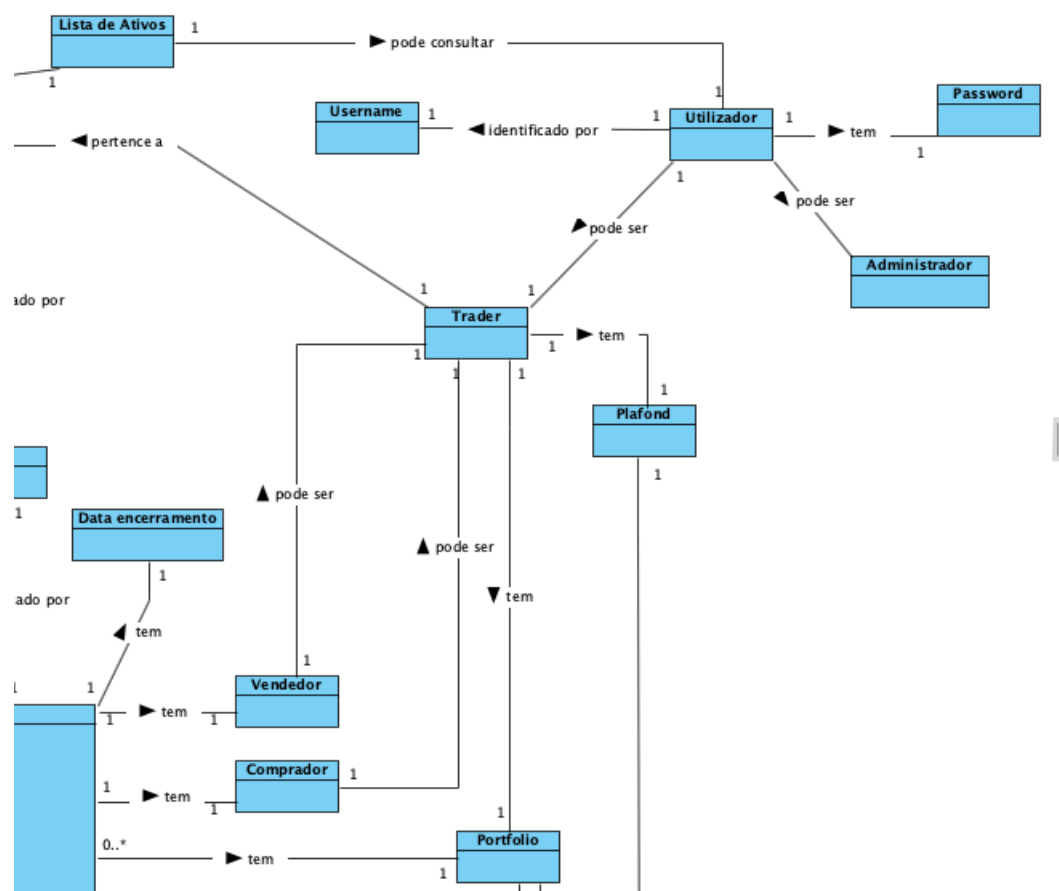 Lista de Ativos
1
pode consultar
1
1
Username
1
identificado por
1
Utilizador
1
tem
1
Password
pertence a
1
pode ser
pode ser
Administrador
ado por
1
1
Trader
1
1
1
1
tem
1
Plafond
1
pode ser
1
Data encerramento
1
pode ser
ado por
tem
tem
1
1
1
Vendedor
1
tem
1
Comprador
1
1
tem
1
1
Portfolio
0..*
tem
1